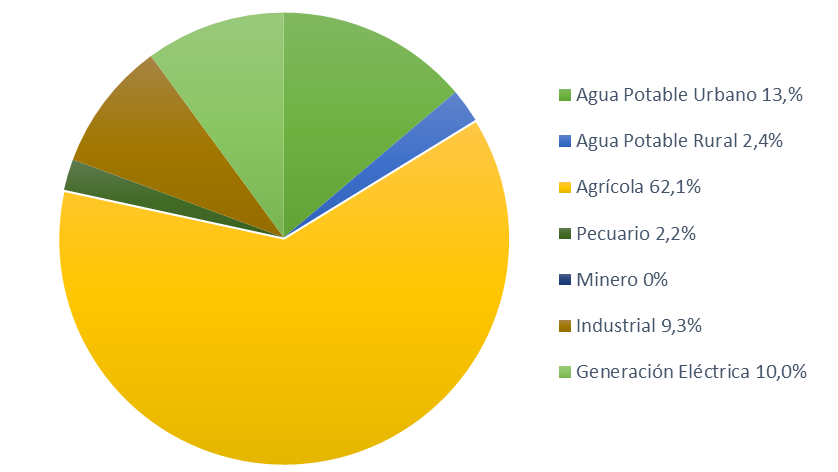 Agua Potable Urbano 13,%
Agua Potable Rural 2,4%
Agrícola 62,1%
Pecuario 2,2%
Minero 0%
Industrial 9,3%
Generación Eléctrica 10,0%